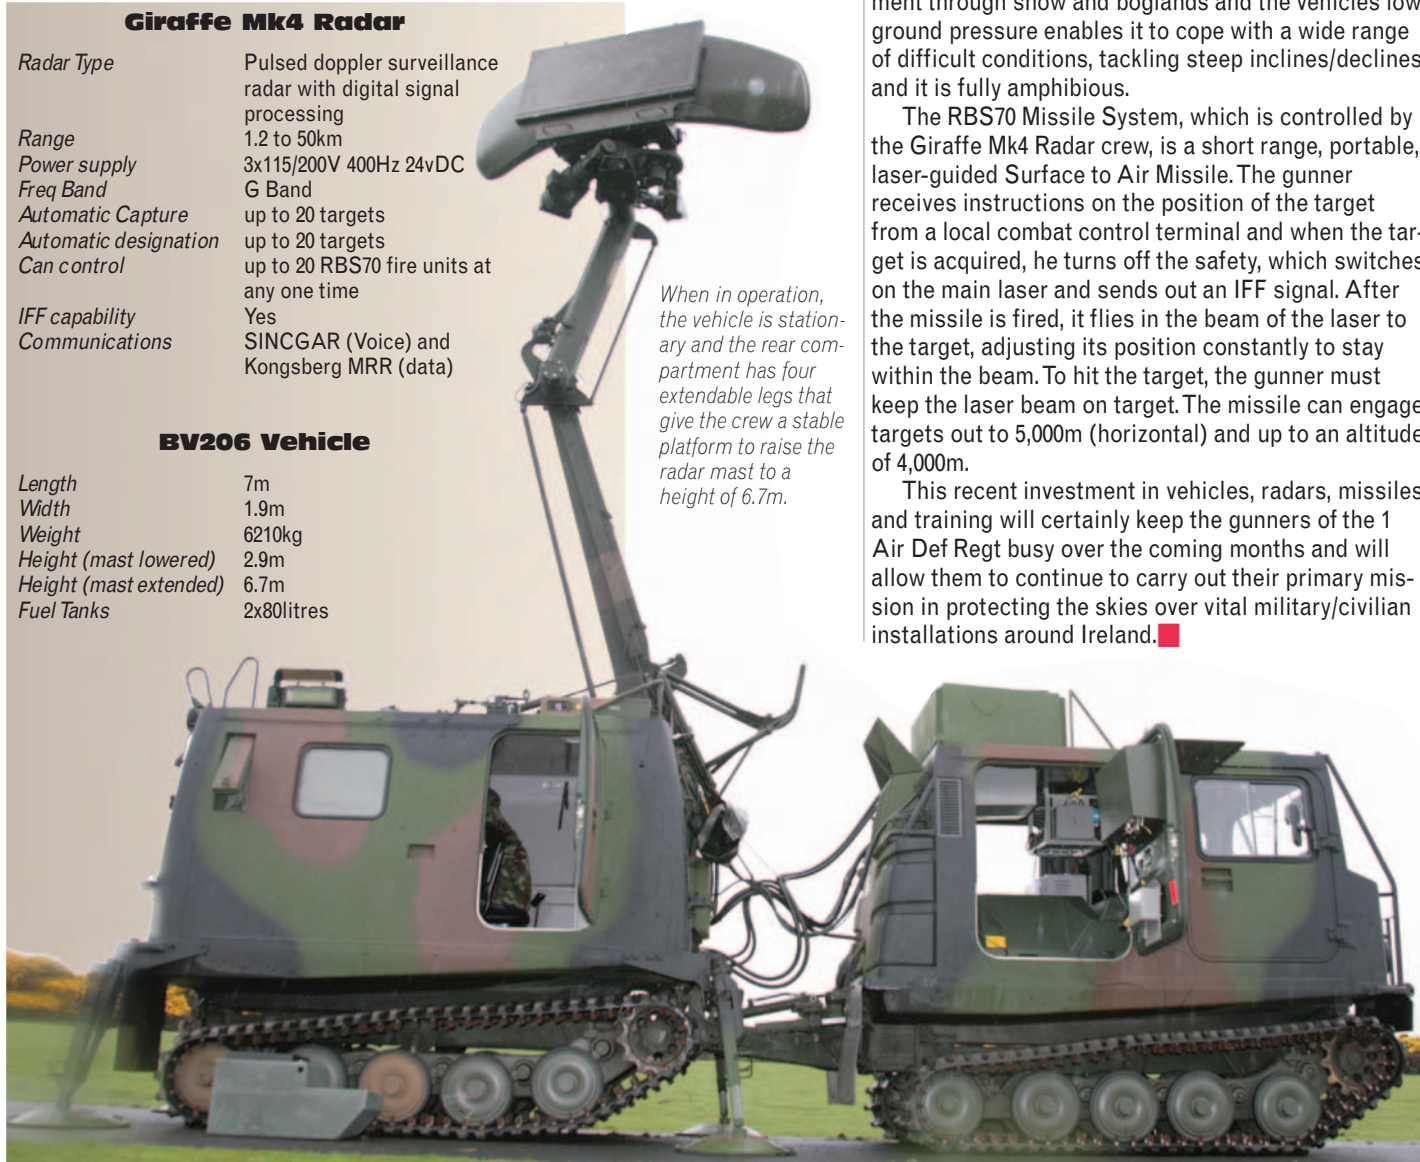 Giraffe Mk4 Radar
Radar Type Pulsed doppler surveillance
radar with digital signal
processing
Range 1.2 to 50km
Power supply 3x115/200V 400Hz 24vDC
Freq Band G Band
Automatic Capture up to 20 targets
Automatic designation up to 20 targets
Can control up to 20 RBS70 fire units at
any one time
IFF capability Yes
Communications SINCGAR (Voice) and
Kongsberg MRR (data)
BV206 Vehicle
Length 7m
Width 1.9m
Weight 6210kg
Height (mast lowered) 2.9m
Height (mast extended) 6.7m
Fuel Tanks 2x80litres
When in operation,
the vehicle is station-
ary and the rear com-
partment has four
extendable legs that
give the crew a stable
platform to raise the
radar mast to a
height of 6.7m.
ment through snow and boglands and the vehicles low
ground pressure enables it to cope with a wide range
of difficult conditions, tackling steep inclines/declines
and it is fully amphibious.
The RBS70 Missile System, which is controlled by
the Giraffe Mk4 Radar crew, is a short range, portable,
laser-guided Surface to Air Missile. The gunner
receives instructions on the position of the target
from a local combat control terminal and when the tar-
get is acquired, he turns off the safety, which switches
on the main laser and sends out an IFF signal. After
the missile is fired, it flies in the beam of the laser to
the target, adjusting its position constantly to stay
within the beam. To hit the target, the gunner must
keep the laser beam on target. The missile can engage
targets out to 5,000m (horizontal) and up to an altitude
of 4,000m.
This recent investment in vehicles, radars, missiles
and training will certainly keep the gunners of the 1
Air Def Regt busy over the coming months and will
allow them to continue to carry out their primary mis-
sion in protecting the skies over vital military/civilian
installations around Ireland.